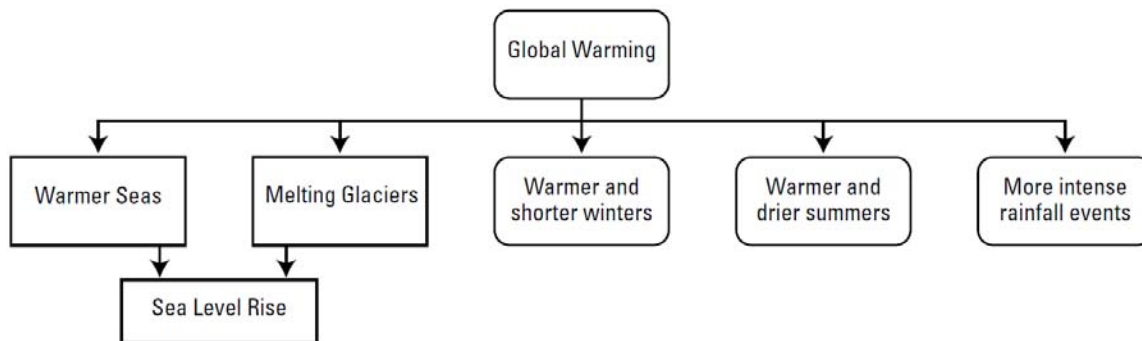 Global Warming
Warmer Seas
Melting Glaciers
Warmer and
shorter winters
Warmer and
drier summers
More intense
rainfall events
Sea Level Rise